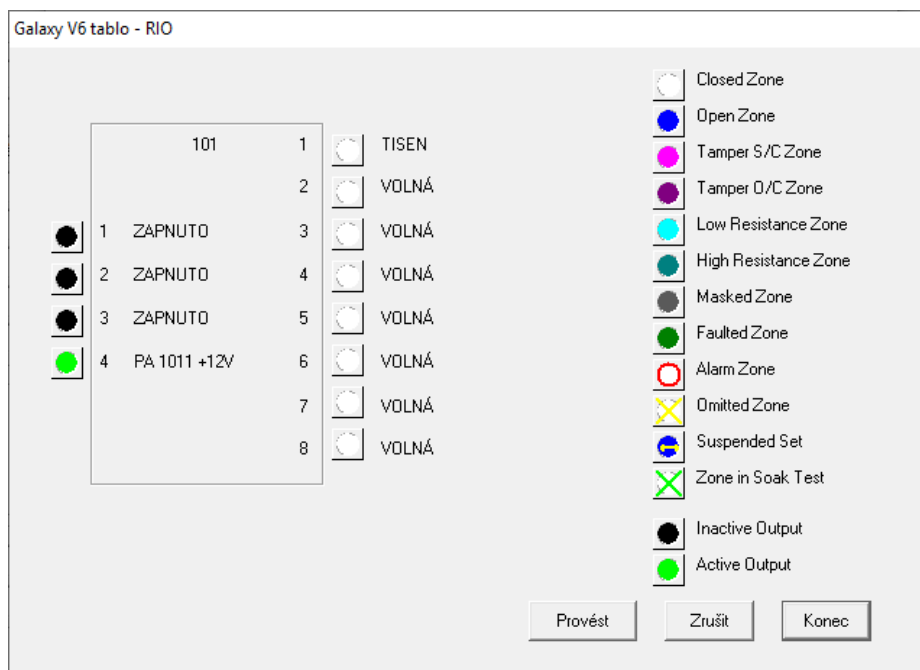 Galaxy V6 tablo - RIO
101
1 TISEN
2 VOLNÁ
1 ZAPNUTO 3 VOLNÁ
2 ZAPNUTO 4 VOLNÁ
3 ZAPNUTO 5 VOLNÁ
4 PA 1011 +12V 6 VOLNÁ
7 VOLNÁ
8 VOLNÁ
Closed Zone
Open Zone
Tamper S/C Zone
Tamper O/C Zone
Low Resistance Zone
High Resistance Zone
Masked Zone
Faulted Zone
Alarm Zone
Omitted Zone
Suspended Set
Zone in Soak Test
Inactive Output
Active Output
Provést Zrušit Konec